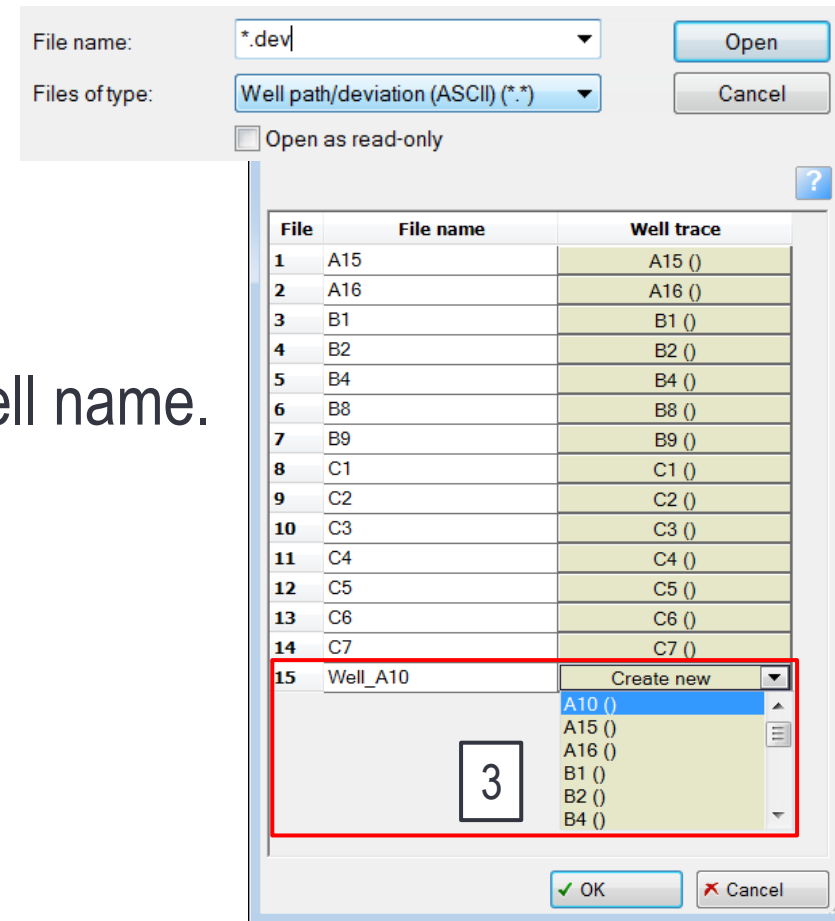 File name: *.dev Open
Files of type: Well path/deviation (ASCII) (*.*) Cancel
Open as read-only
?
File File name Well trace
1 A15 A15 ()
2 A16 A16 ()
3 B1 B1 ()
4 B2 B2 ()
5 B4 B4 ()
6 B8 B8 ()
ell name.
7 B9 B9 ()
8 C1 C1 ()
9 C2 C2 ()
10 C3 C3 ()
11 C4 C4 ()
12 C5 C5 ()
13 C6 C6 ()
14 C7 C7 ()
15 Well_A10 Create new
A10 ()
A15 ()
A16 ()
B1 ()
B2 ()
B4 ()
3
OK Cancel